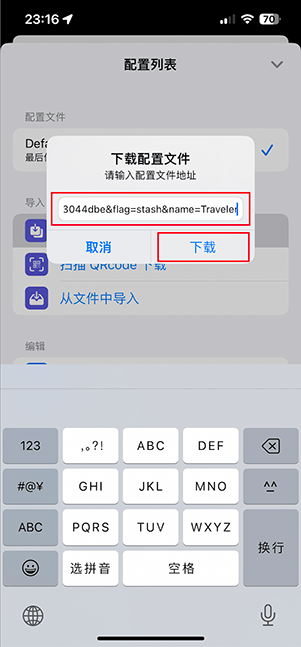 23:16
70
配置列表
配置文件
Defa
最后
下载配置文件
请输入配置文件地址
3044dbe&flag=stash&name=Traveler
取消
下载
导入
扫描 QRcode 下载
从文件中导入
编辑
123
,。?!
ABC
DEF
#@¥
GHI
JKL
MNO
^^
ABC
PQRS
TUV
WXYZ
换行
选拼音
空格